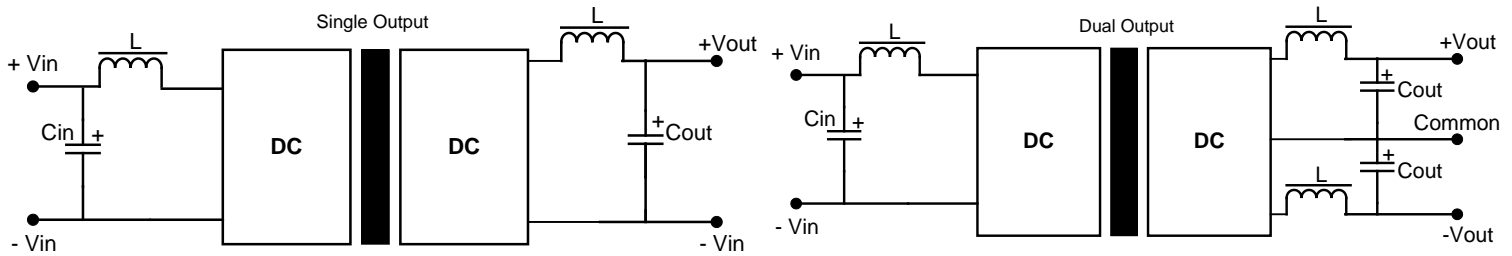 Single Output
L
+ Vin
Cin
+
- Vin
DC
DC
L
+Vout
+
Cout
- Vin
Dual Output
L
+ Vin
Cin
+
- Vin
DC
DC
L
+Vout
+
Cout
Common
+
Cout
L
-Vout